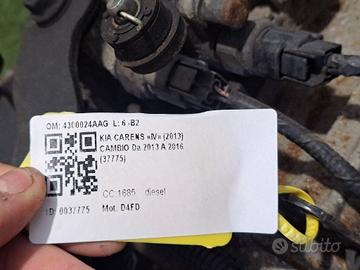 OM: 4300024AAG L: 6 -B2
KIA CARENS «IV» (2013)
CAMBIO Da 2013 A 2016
(37775)
CC:1685 diesel
ID: 0037775 Mot: D4FD
subito